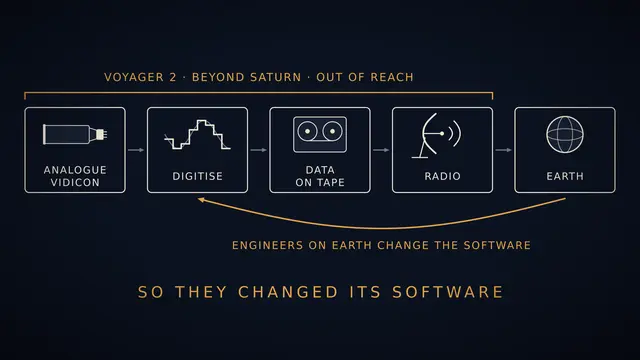 VOYAGER 2 · BEYOND SATURN · OUT OF REACH
ANALOGUE
VIDICON
DIGITISE
DATA
ON TAPE
RADIO
EARTH
ENGINEERS ON EARTH CHANGE THE SOFTWARE
SO THEY CHANGED ITS SOFTWARE